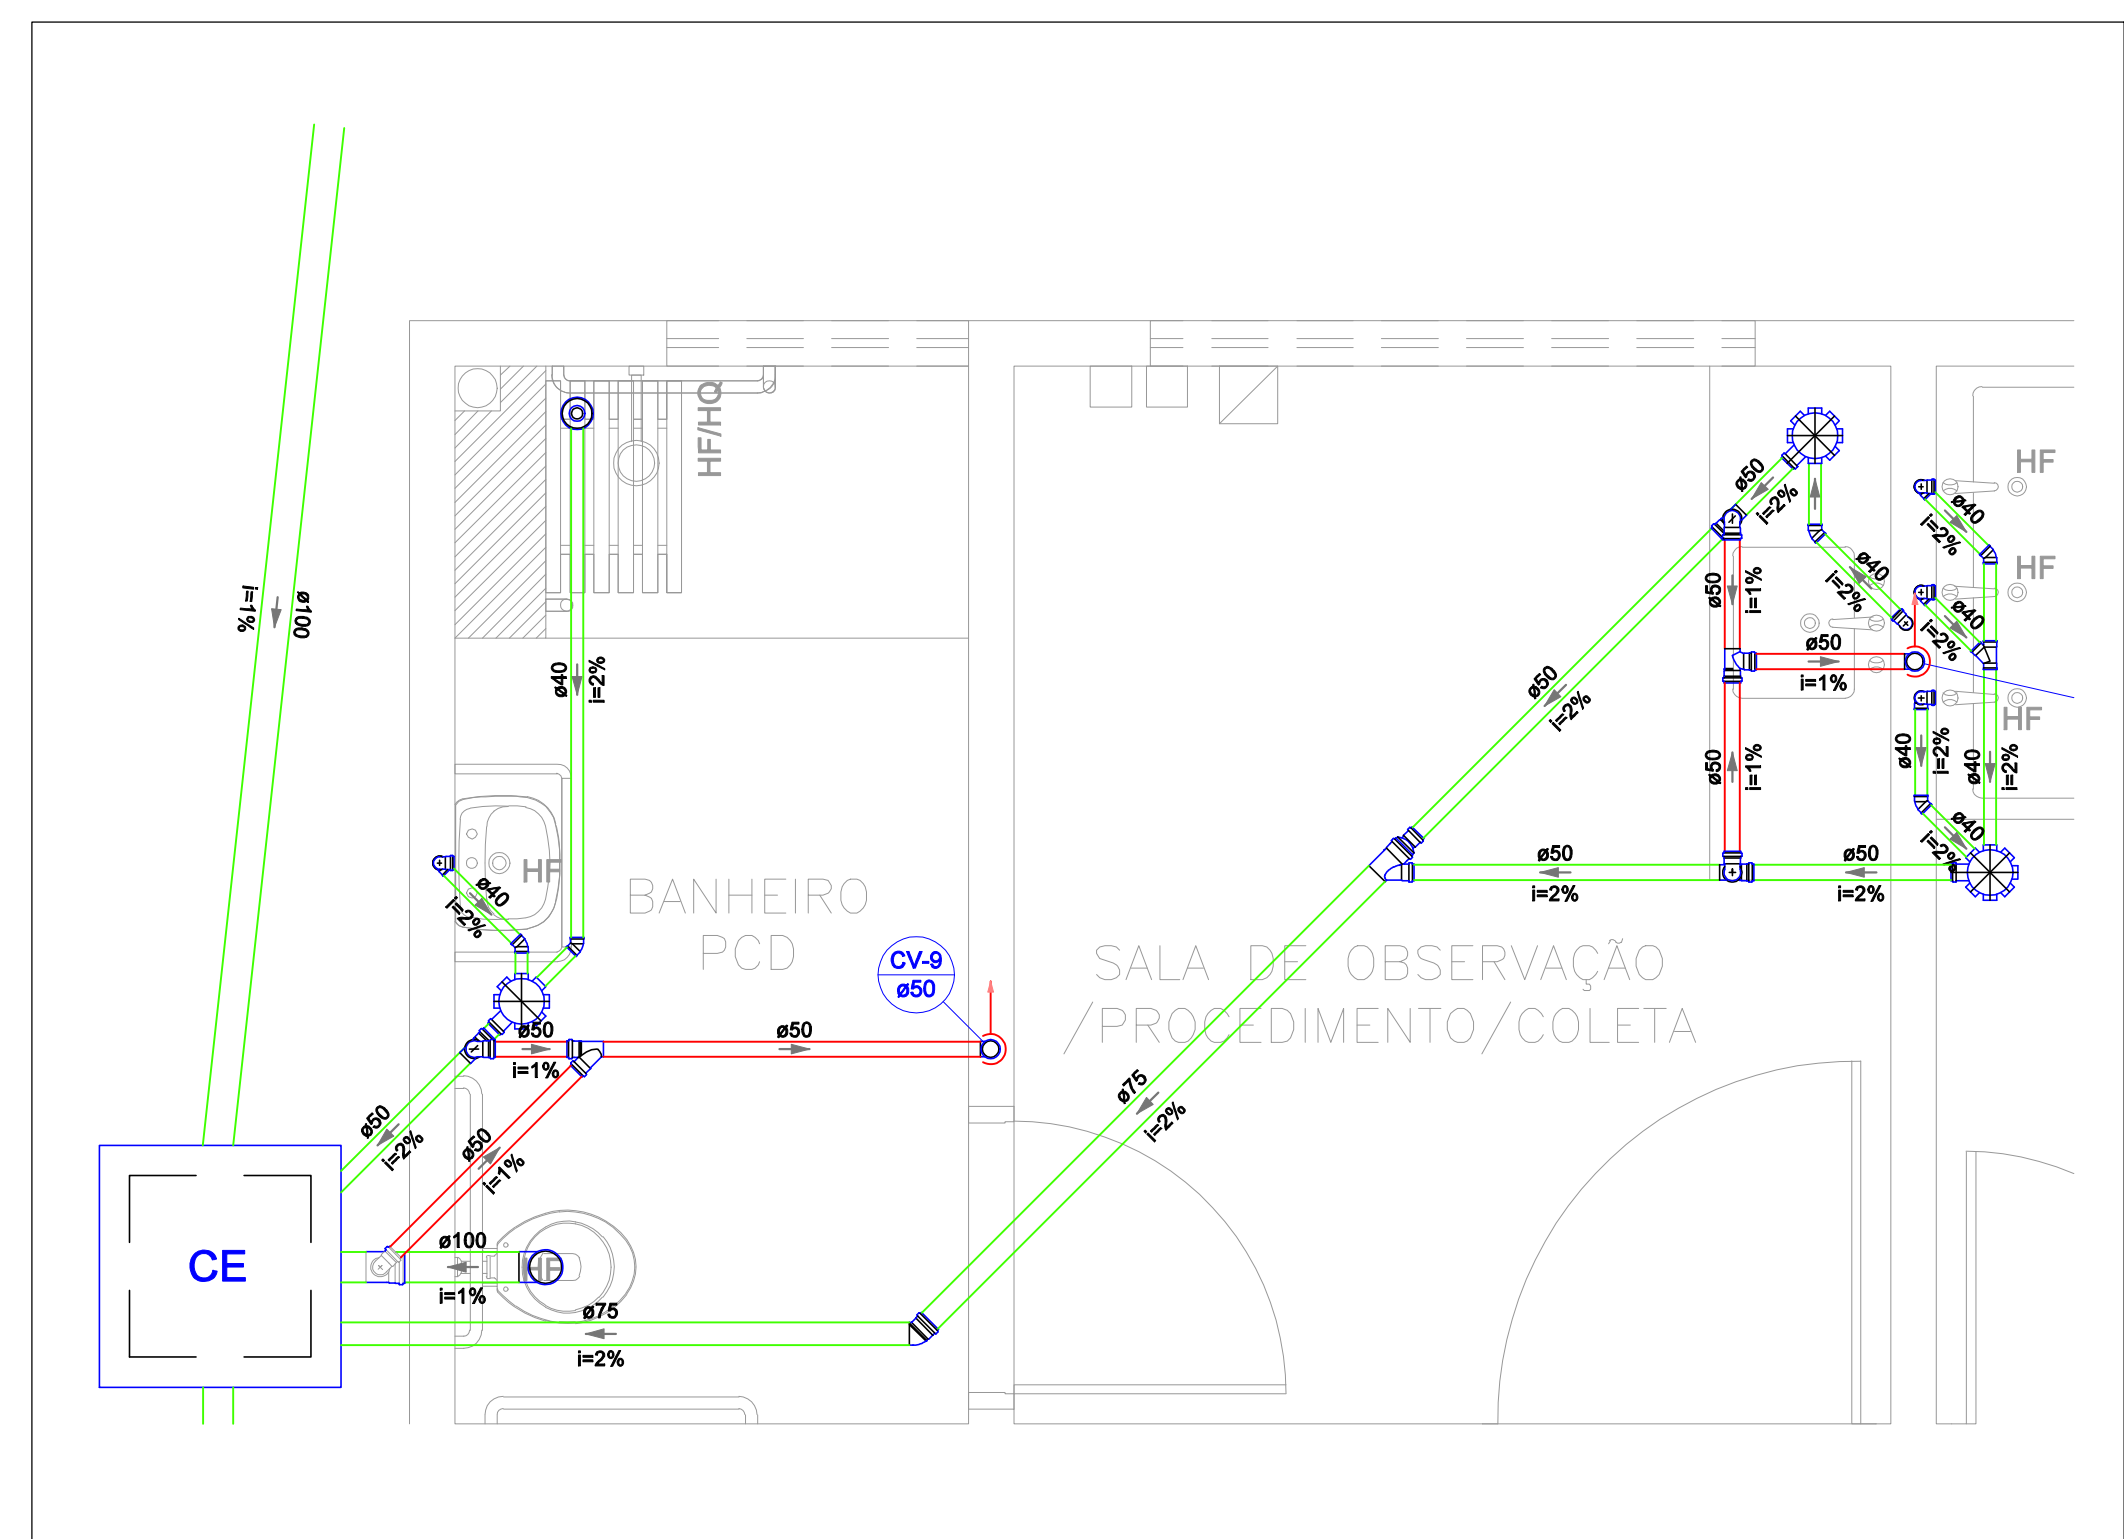 HF/HQ
HF
ø50
i=2%
ø40
i=2%
ø40
i=2%
HF
ø50
i=1%
ø40
i=2%
ø100
i=1%
ø40
i=2%
ø50
i=1%
HF
ø50
i=2%
ø50
i=1%
ø40
i=2%
ø40
i=2%
HF
ø40
i=2%
BANHEIRO
PCD
ø50
i=2%
ø50
i=2%
ø40
i=2%
CV-9
ø50
SALA DE OBSERVAÇÃO
/PROCEDIMENTO/COLETA
ø50
i=1%
ø50
ø50
i=2%
ø50
i=1%
ø75
i=2%
CE
ø100
i=1%
HF
ø75
i=2%